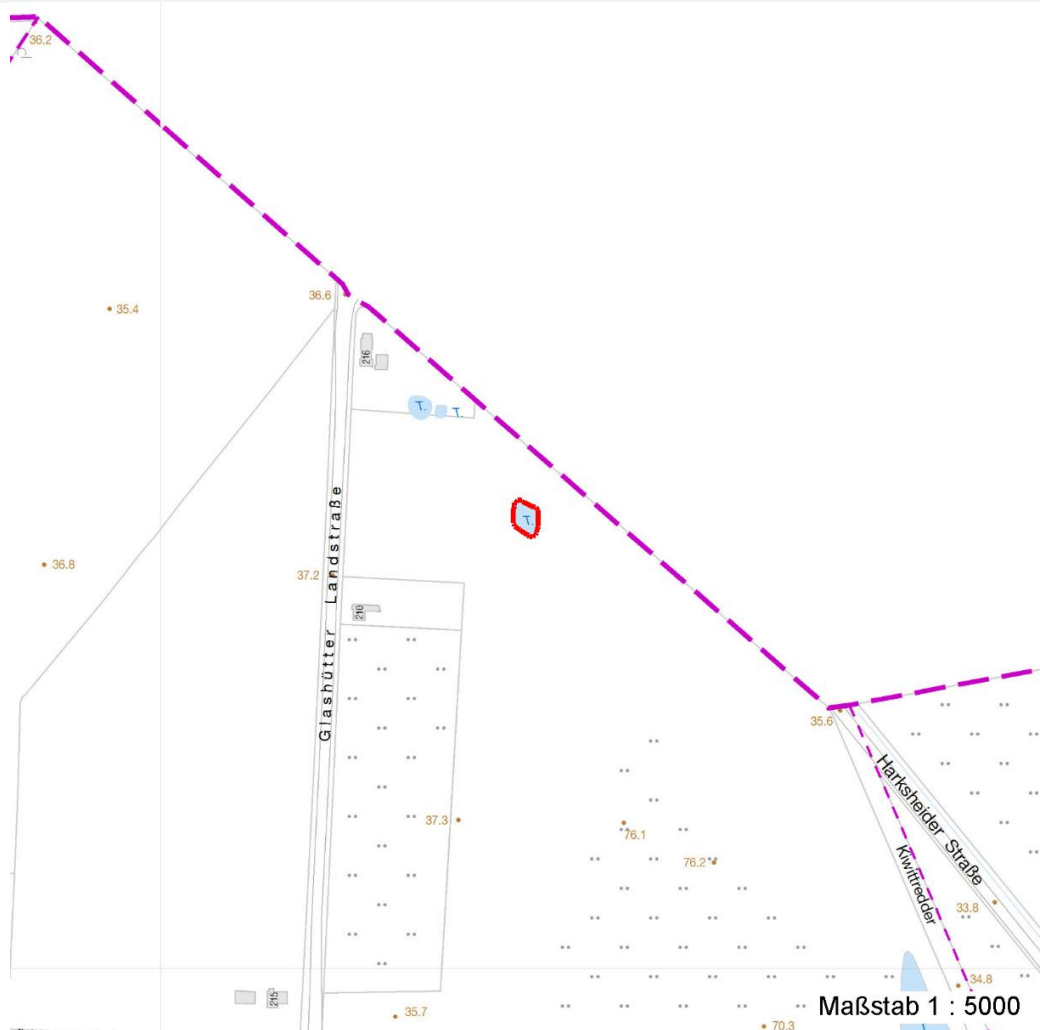 36.2
36.6
35.4
216
T.
T.
T.
36.8
37.2
Glashütter Landstraße
210
35.6
Harksheider Straße
37.3
76.1
76.2
Kiwittredder
33.8
34.8
215
35.7
70.3
Maßstab 1 : 5000